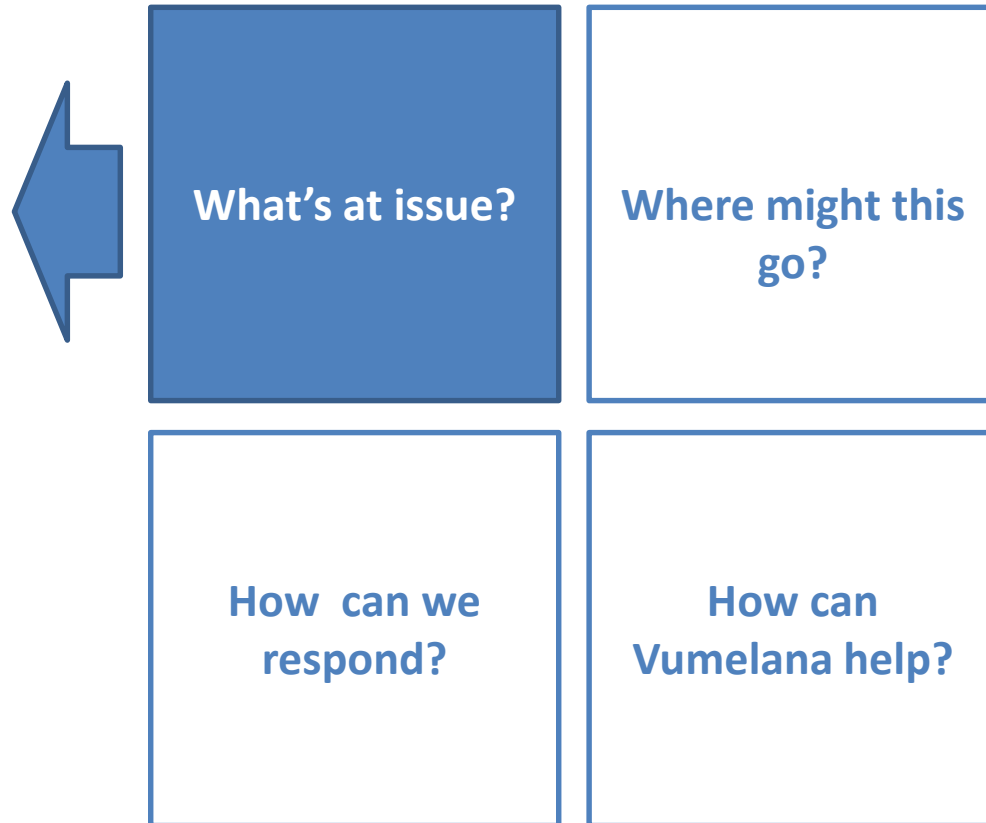 What’s at issue?
Where might this
go?
How  can we
respond?
How can
Vumelana help?